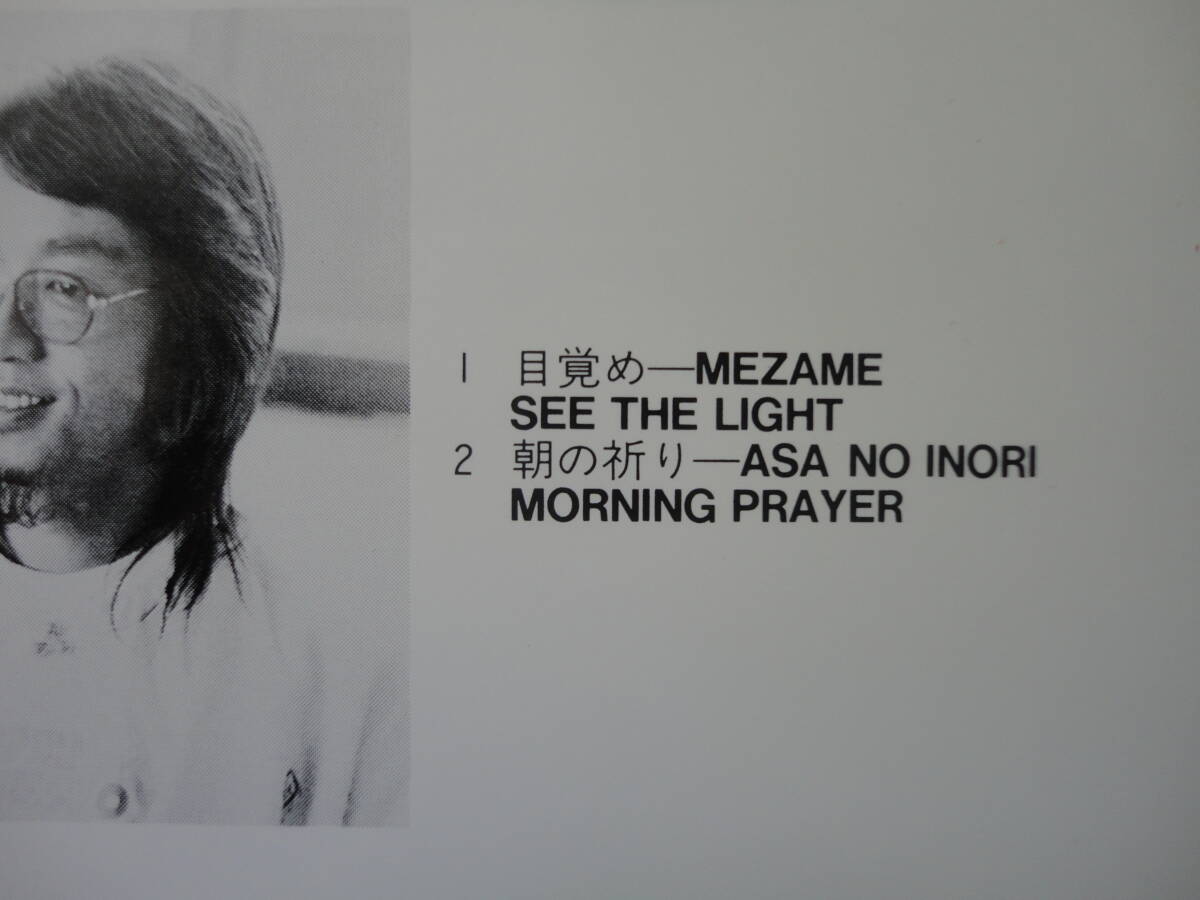 1 目覚め—MEZAME
SEE THE LIGHT
2 朝の祈り—ASA NO INORI
MORNING PRAYER